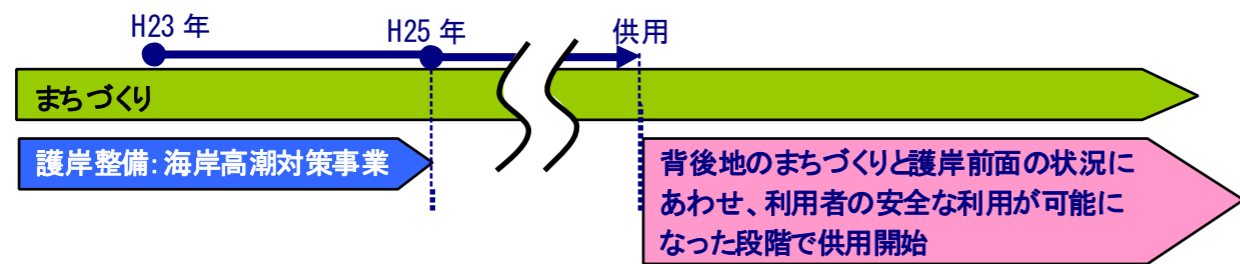 H23 年
H25 年
供用
まちづくり
護岸整備：海岸高潮対策事業
背後地のまちづくりと護岸前面の状況に
あわせ、利用者の安全な利用が可能に
なった段階で供用開始